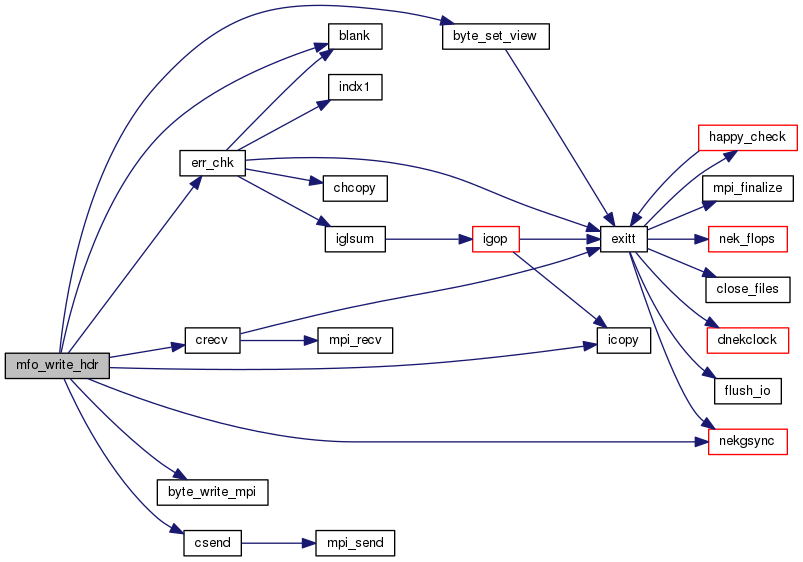 blank
byte_set_view
indx1
happy_check
err_chk
chcopy
mpi_finalize
iglsum
igop
exitt
nek_flops
close_files
crecv
mpi_recv
icopy
dnekclock
mfo_write_hdr
flush_io
nekgsync
byte_write_mpi
csend
mpi_send